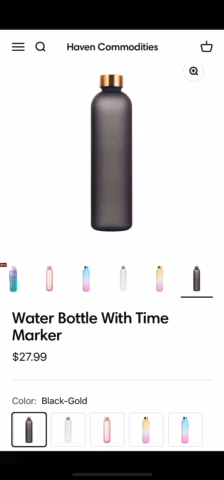 Haven Commodities
Water Bottle With Time
Marker
$27.99
Color: Black-Gold